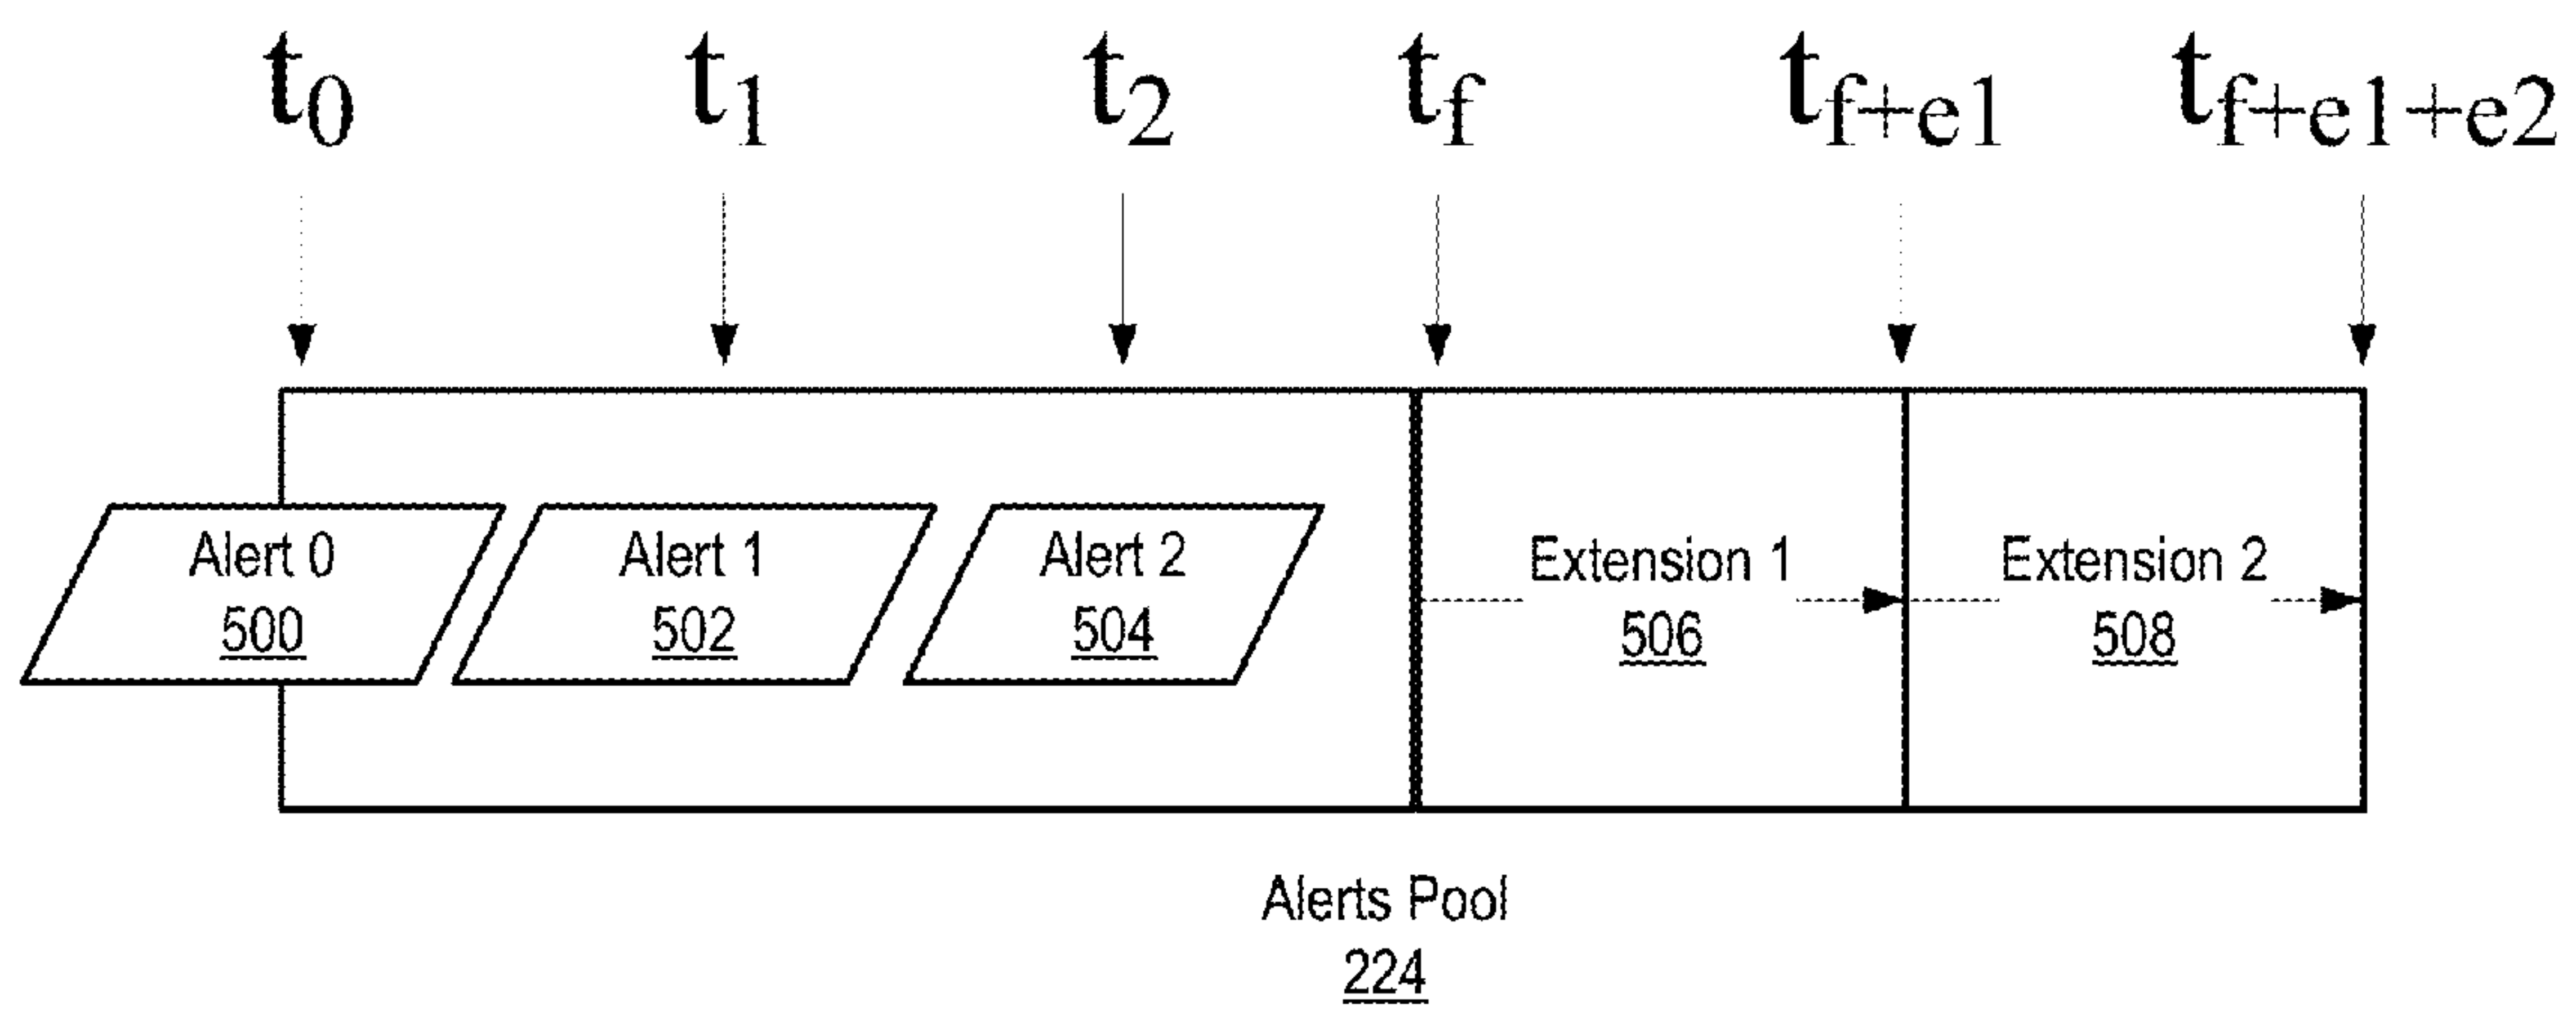 t0 t1 t2 tf tf+e1 tf+e1+e2
Alert 0
500
Alert 1
502
Alert 2
504
Extension 1
506
Extension 2
508
Alerts Pool
224